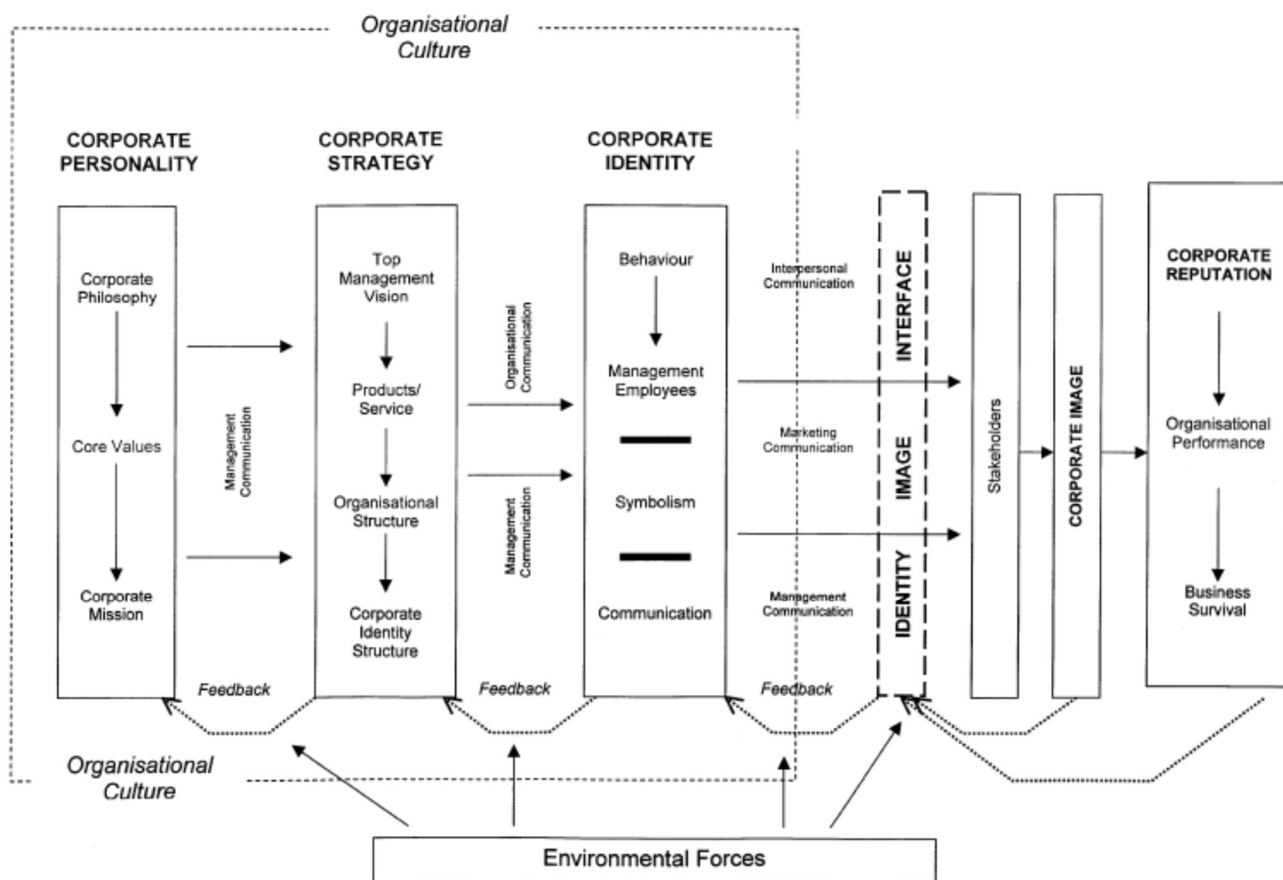 Organisational
Culture
CORPORATE
PERSONALITY
CORPORATE
STRATEGY
CORPORATE
IDENTITY
Corporate
Philosophy
Core Values
Corporate
Mission
Management
Communication
Top
Management
Vision
Products/
Service
Organisational
Structure
Corporate
Identity
Structure
Organisational
Communication
Management
Communication
Behaviour
Management
Employees
Symbolism
Communication
Interpersonal
Communication
Marketing
Communication
Management
Communication
IDENTITY IMAGE INTERFACE
Stakeholders
CORPORATE IMAGE
CORPORATE
REPUTATION
Organisational
Performance
Business
Survival
Feedback
Feedback
Feedback
Organisational
Culture
Environmental Forces